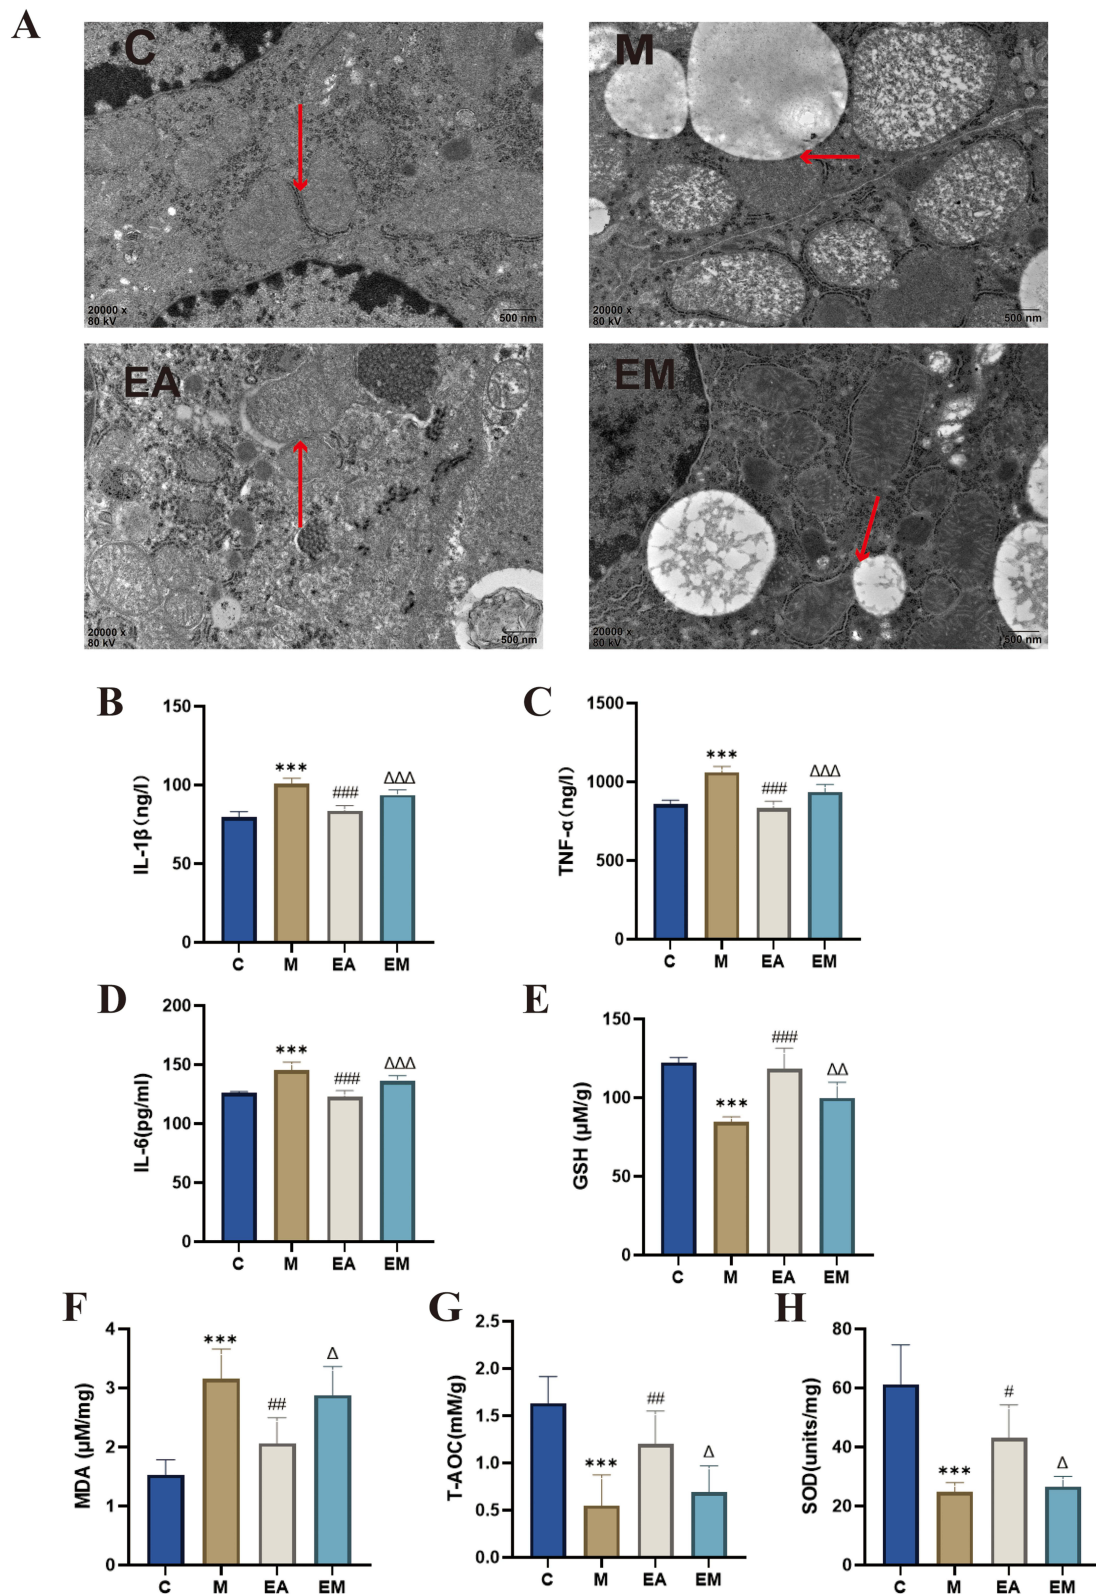 A
C
20000 x
80 kV
500 nm
M
20000 x
80 kV
500 nm
EA
20000 x
80 kV
500 nm
EM
20000 x
80 kV
500 nm
B
IL-1β(ng/l)
150
100
50
0
***
###
ΔΔΔ
C M EA EM
C
TNF-α(ng/l)
1500
1000
500
0
***
###
ΔΔΔ
C M EA EM
D
IL-6(pg/ml)
200
150
100
50
0
***
###
ΔΔΔ
C M EA EM
E
GSH (μM/g)
150
100
50
0
***
###
ΔΔ
C M EA EM
F
MDA (μM/mg)
4
3
2
1
0
***
##
Δ
C M EA EM
G
T-AOC(mM/g)
2.5
2.0
1.5
1.0
0.5
0.0
***
##
Δ
C M EA EM
H
SOD(units/mg)
80
60
40
20
0
***
#
Δ
C M EA EM